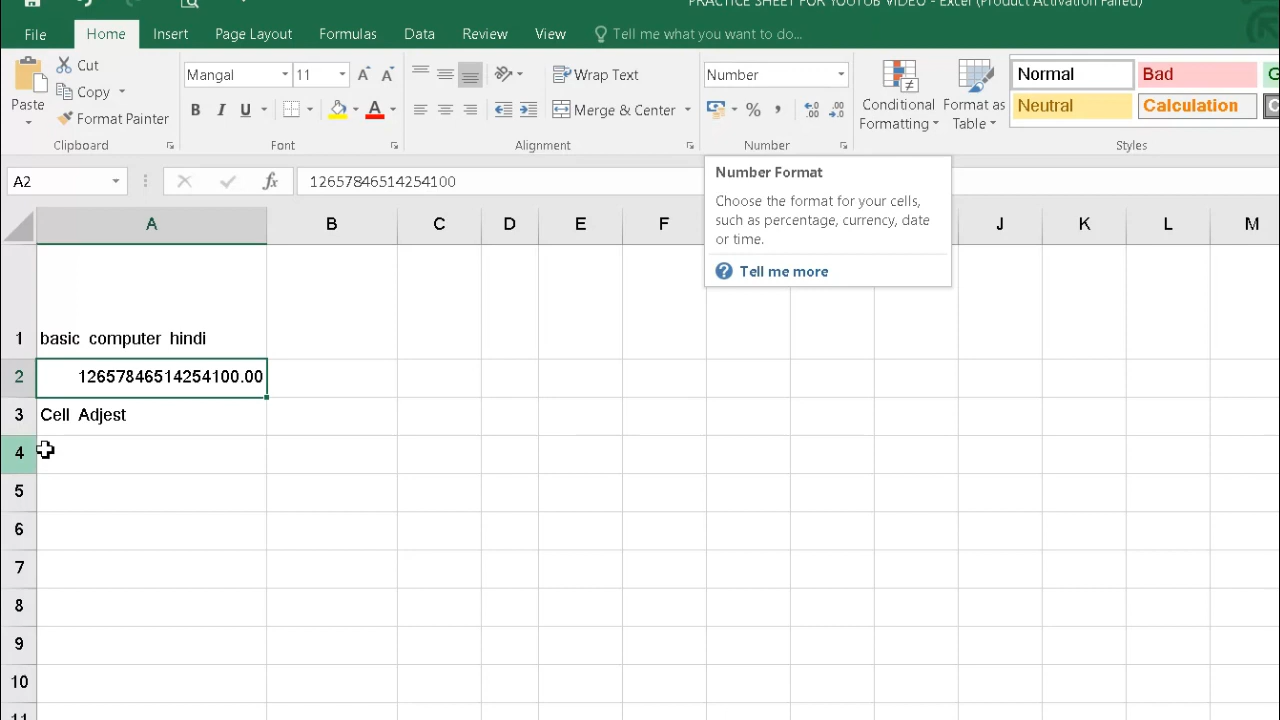 PRACTICE SHEET FOR YOUTUB VIDEO - Excel (Product Activation Failed)
File Home Insert Page Layout Formulas Data Review View Tell me what you want to do...
Cut
Copy
Format Painter
Paste
Clipboard
Mangal 11
B I U
Font
Wrap Text
Merge & Center
Alignment
Number
%
Number
Conditional Formatting
Format as Table
Normal Bad G
Neutral Calculation C
Styles
A2 fx 12657846514254100
Number Format
Choose the format for your cells,
such as percentage, currency, date
or time.
Tell me more
A B C D E F J K L M
1 basic computer hindi
2 12657846514254100.00
3 Cell Adjest
4
5
6
7
8
9
10
11